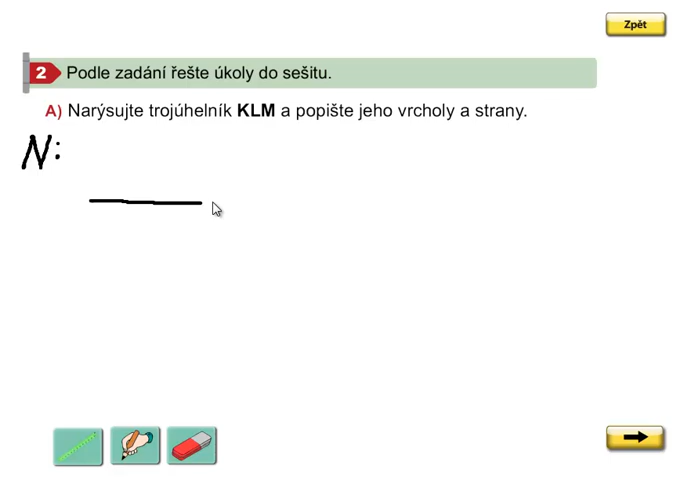 Zpět
2 Podle zadání řešte úkoly do sešitu.
A) Narýsujte trojúhelník KLM a popište jeho vrcholy a strany.
N: